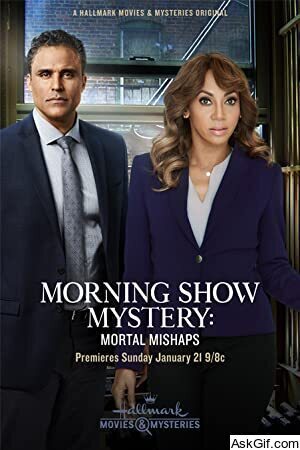 A HALLMARK MOVIES & MYSTERIES ORIGINAL
MORNING SHOW
MYSTERY:
MORTAL MISHAPS
Premieres Sunday January 21 9/8c
Hallmark
MOVIES & MYSTERIES
AskGif.com